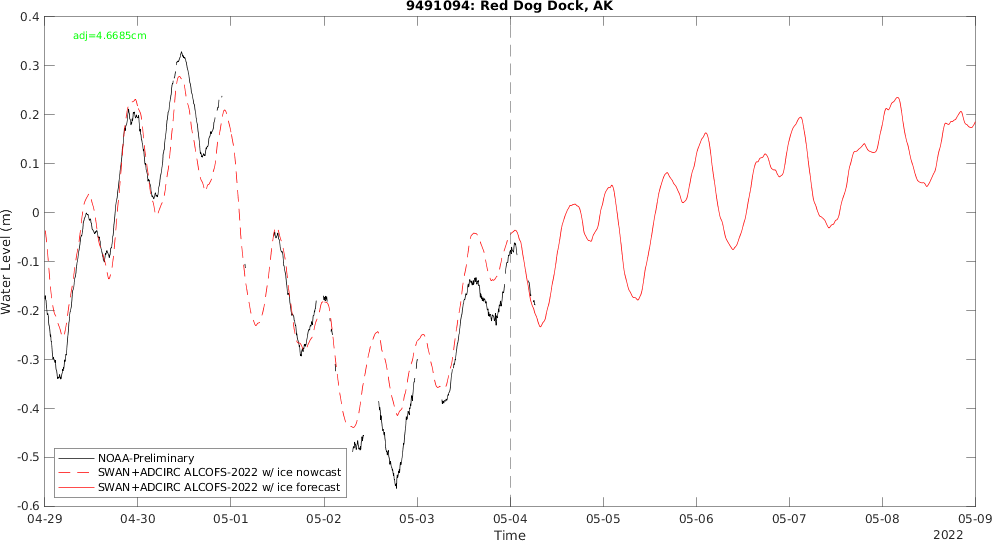 9491094: Red Dog Dock, AK
adj=4.6685cm
Water Level (m)
0.4
0.3
0.2
0.1
0
-0.1
-0.2
-0.3
-0.4
-0.5
-0.6
NOAA-Preliminary
SWAN+ADCIRC ALCOFS-2022 w/ ice nowcast
SWAN+ADCIRC ALCOFS-2022 w/ ice forecast
04-29 04-30 05-01 05-02 05-03 05-04 05-05 05-06 05-07 05-08 05-09
Time
2022